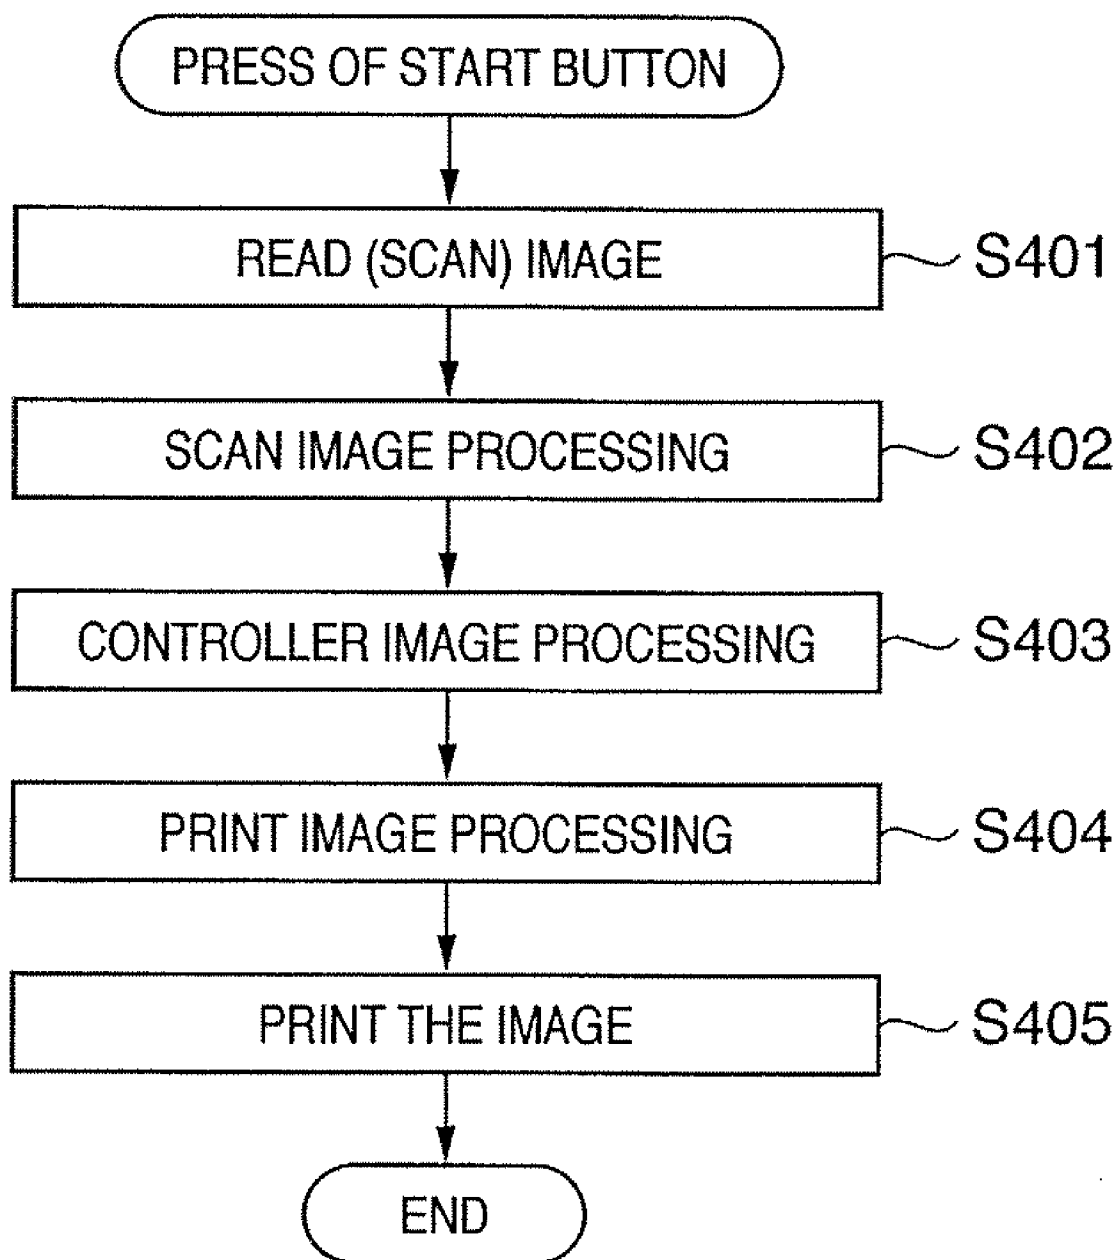 PRESS OF START BUTTON
READ (SCAN) IMAGE
S401
SCAN IMAGE PROCESSING
S402
CONTROLLER IMAGE PROCESSING
S403
PRINT IMAGE PROCESSING
S404
PRINT THE IMAGE
S405
END